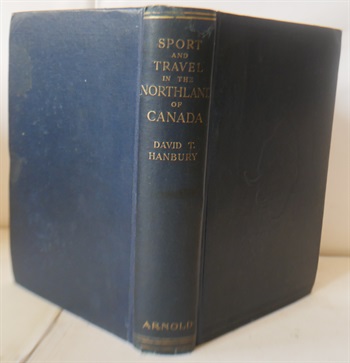 SPORT
AND
TRAVEL
IN THE
NORTHLAND
OF
CANADA
DAVID T.
HANBURY
ARNOLD